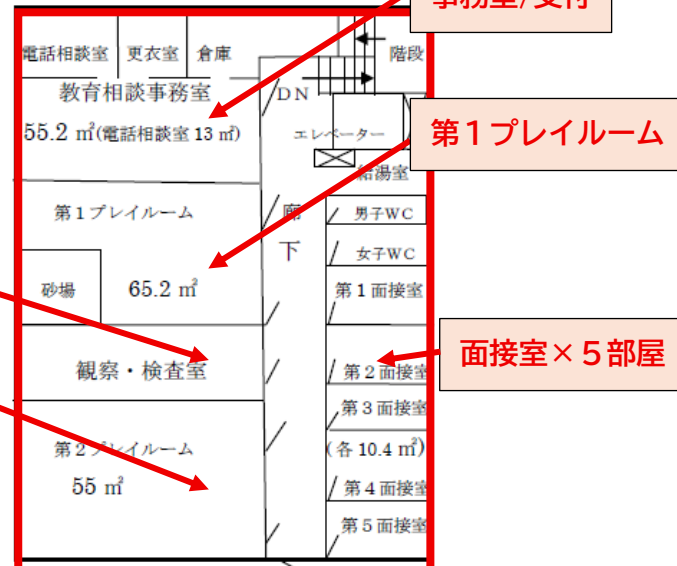 事務室/受付
電話相談室 更衣室 倉庫
階段
教育相談事務室
DN
55.2 ㎡(電話相談室 13 ㎡)
エレベーター
第１プレイルーム
給湯室
第１プレイルーム
廊下
男子WC
女子WC
砂場
65.2 ㎡
第１面接室
面接室×５部屋
観察・検査室
第２面接室
第３面接室
第２プレイルーム
(各 10.4 ㎡)
55 ㎡
第４面接室
第５面接室